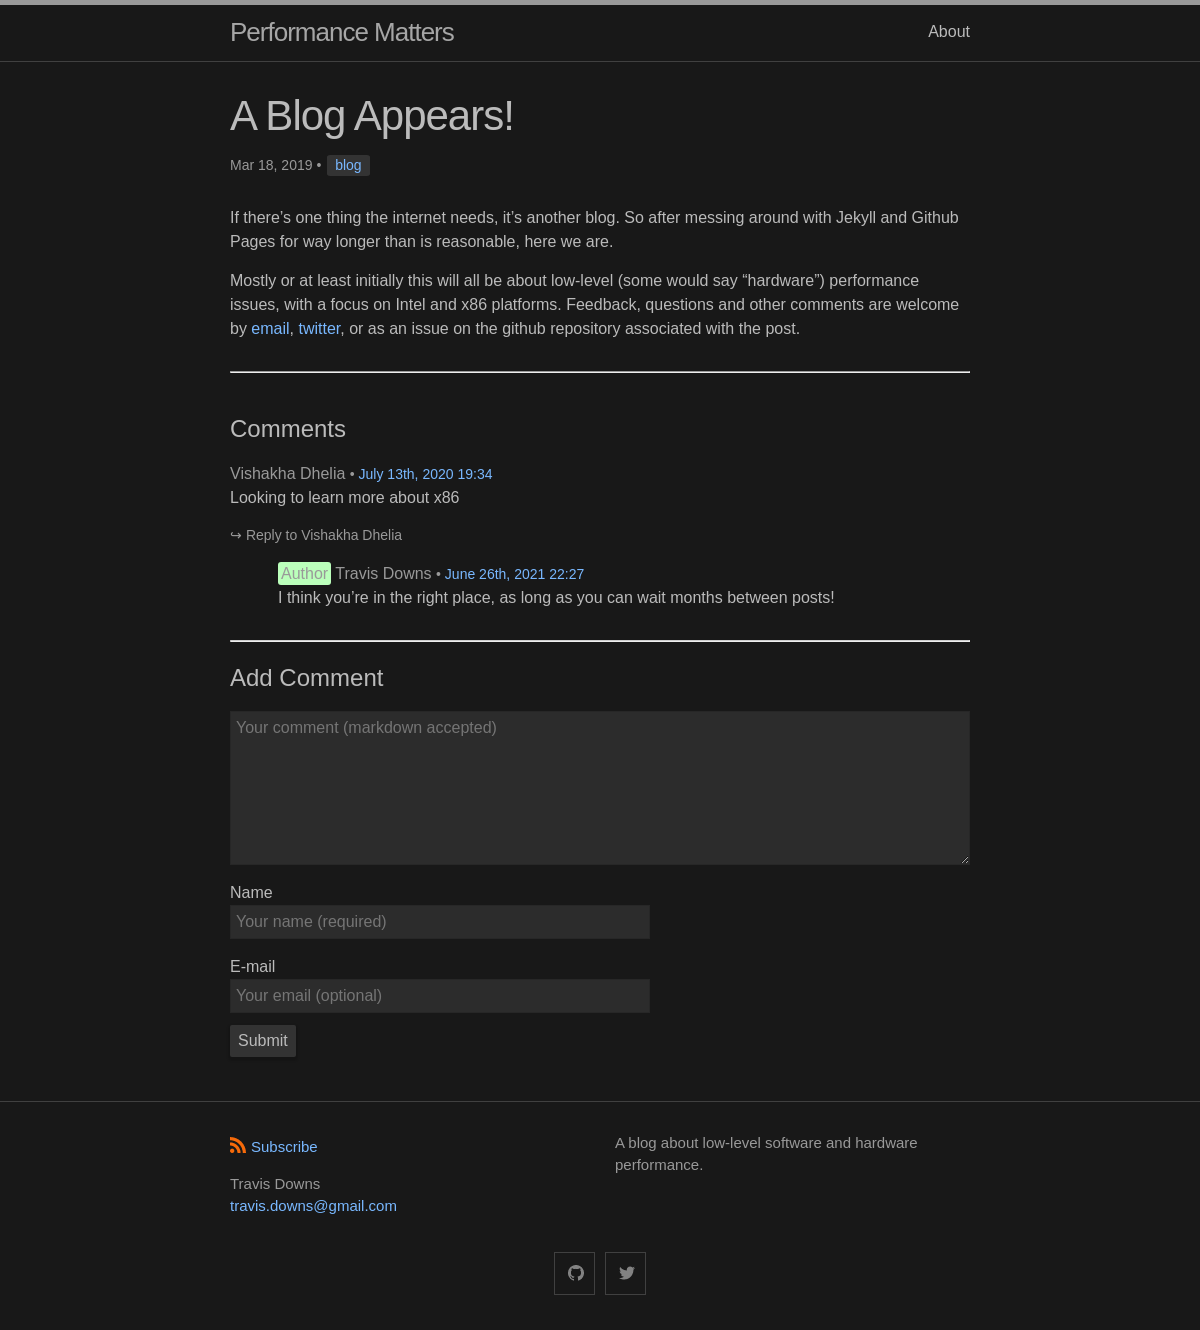 Performance Matters
About
A Blog Appears!
Mar 18, 2019 • blog
If there’s one thing the internet needs, it’s another blog. So after messing around with Jekyll and Github
Pages for way longer than is reasonable, here we are.
Mostly or at least initially this will all be about low-level (some would say “hardware”) performance
issues, with a focus on Intel and x86 platforms. Feedback, questions and other comments are welcome
by email, twitter, or as an issue on the github repository associated with the post.
Comments
Vishakha Dhelia • July 13th, 2020 19:34
Looking to learn more about x86
↪ Reply to Vishakha Dhelia
Author Travis Downs • June 26th, 2021 22:27
I think you’re in the right place, as long as you can wait months between posts!
Add Comment
Your comment (markdown accepted)
Name
Your name (required)
E-mail
Your email (optional)
Submit
Subscribe
Travis Downs
travis.downs@gmail.com
A blog about low-level software and hardware
performance.